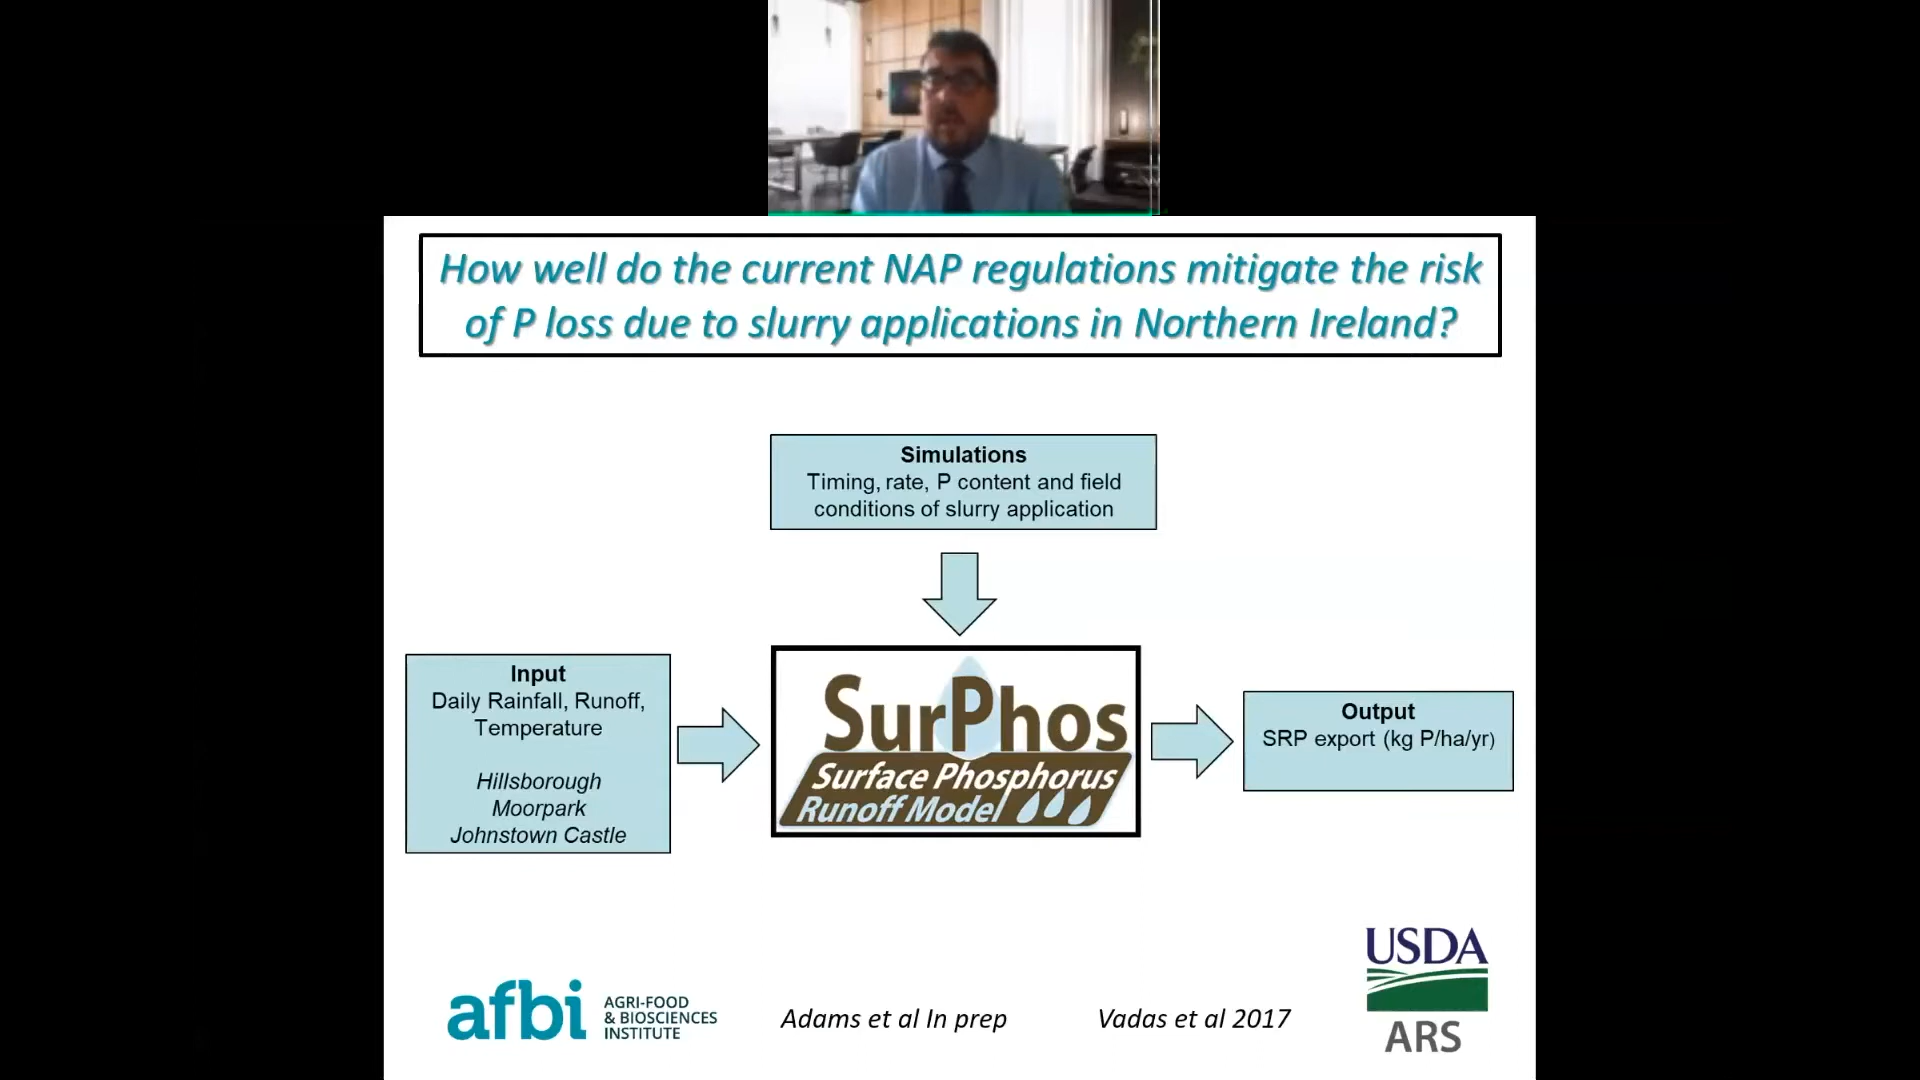 How well do the current NAP regulations mitigate the risk
of P loss due to slurry applications in Northern Ireland?
Simulations
Timing, rate, P content and field
conditions of slurry application
Input
Daily Rainfall, Runoff,
Temperature
Hillsborough
Moorpark
Johnstown Castle
SurPhos
Surface Phosphorus
Runoff Model
Output
SRP export (kg P/ha/yr)
afbi
AGRI-FOOD
& BIOSCIENCES
INSTITUTE
Adams et al In prep
Vadas et al 2017
USDA
ARS